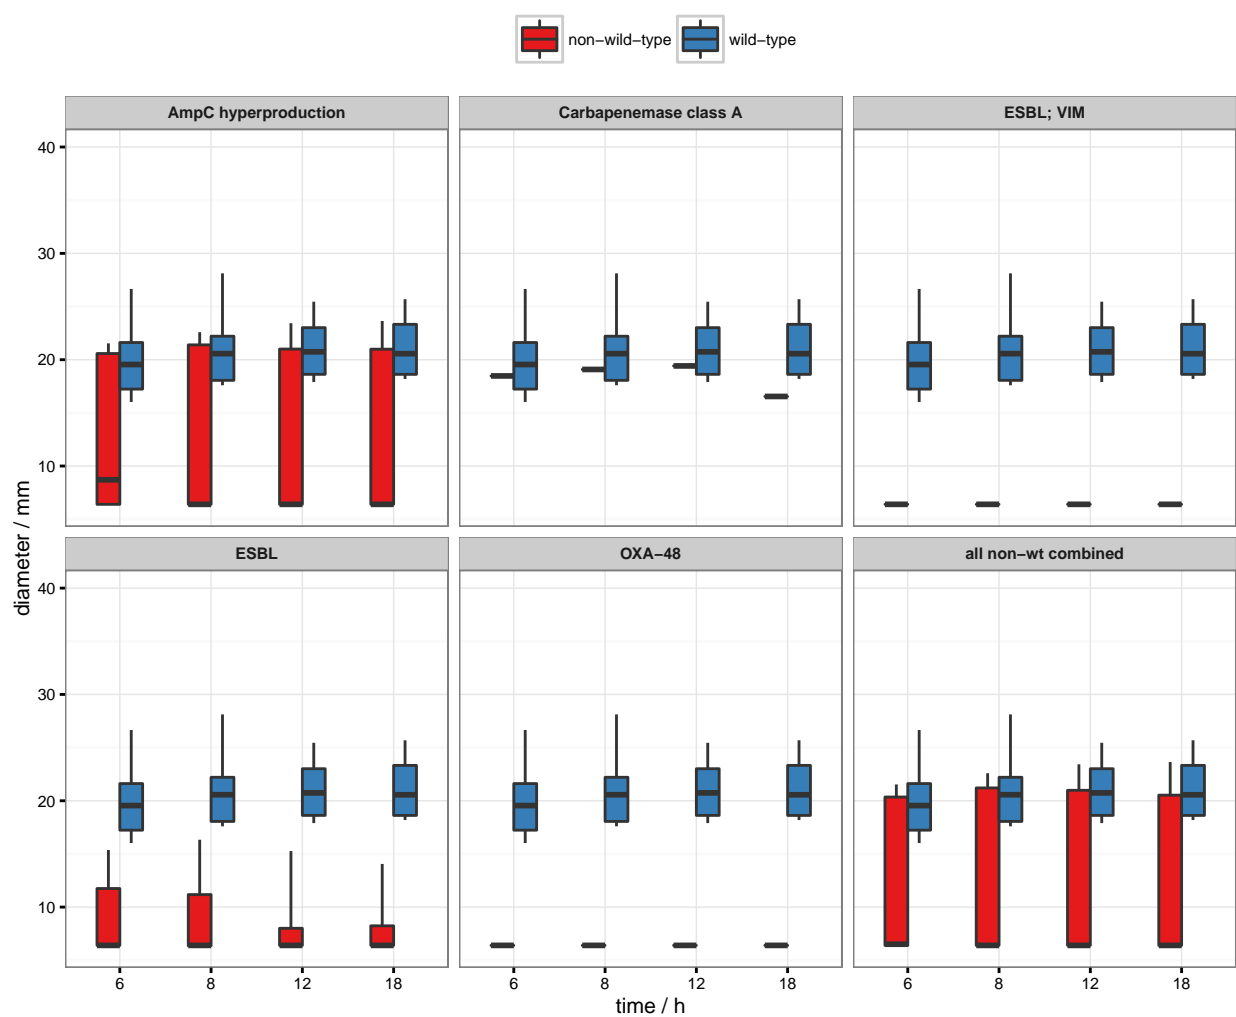 non−wild−type wild−type
AmpC hyperproduction Carbapenemase class A ESBL; VIM
40
30
20
10
ESBL OXA−48 all non−wt combined
40
30
20
10
6 8 12 18 6 8 12 18 6 8 12 18
time / h
diameter / mm